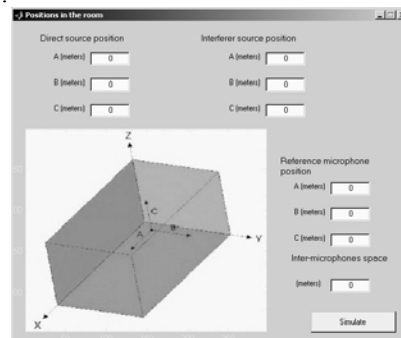 Positions in the room
Direct source position
Interferer source position
A (meters) 0
A (meters) 0
B (meters) 0
B (meters) 0
C (meters) 0
C (meters) 0
Z
C
B
A
Y
X
Reference microphone
position
A (meters) 0
B (meters) 0
C (meters) 0
Inter-microphones space
(meters) 0
Simulate